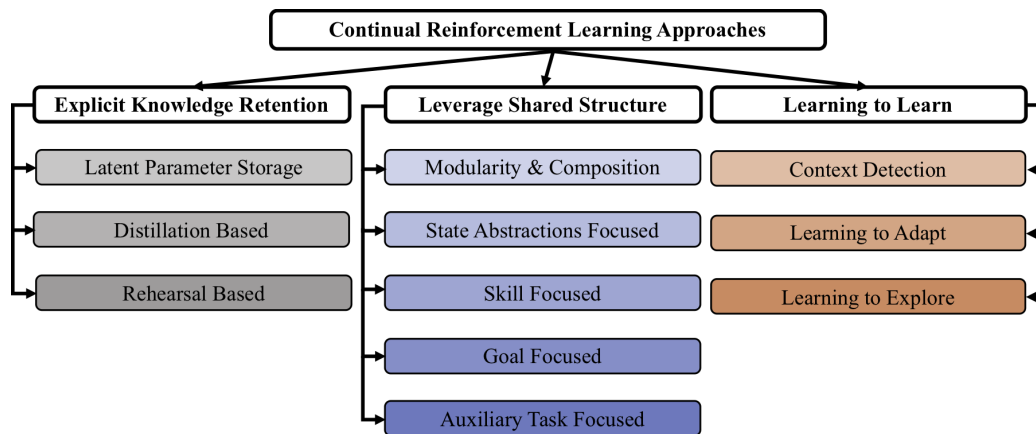 Continual Reinforcement Learning Approaches
Explicit Knowledge Retention
Latent Parameter Storage
Distillation Based
Rehearsal Based
Leverage Shared Structure
Modularity & Composition
State Abstractions Focused
Skill Focused
Goal Focused
Auxiliary Task Focused
Learning to Learn
Context Detection
Learning to Adapt
Learning to Explore